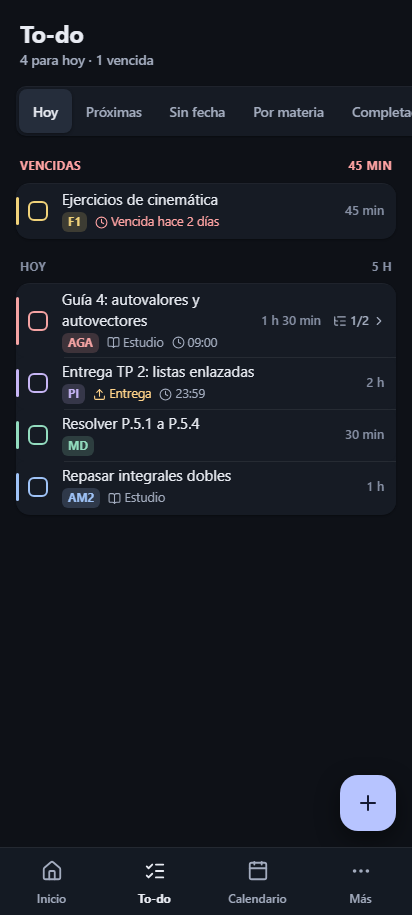 To-do
4 para hoy · 1 vencida
Hoy Próximas Sin fecha Por materia Completa
VENCIDAS 45 MIN
Ejercicios de cinemática
45 min
F1 Vencida hace 2 días
HOY 5 H
Guía 4: autovalores y
autovectores
1 h 30 min 1/2
AGA Estudio 09:00
Entrega TP 2: listas enlazadas
2 h
PI Entrega 23:59
Resolver P.5.1 a P.5.4
30 min
MD
Repasar integrales dobles
1 h
AM2 Estudio
Inicio To-do Calendario Más